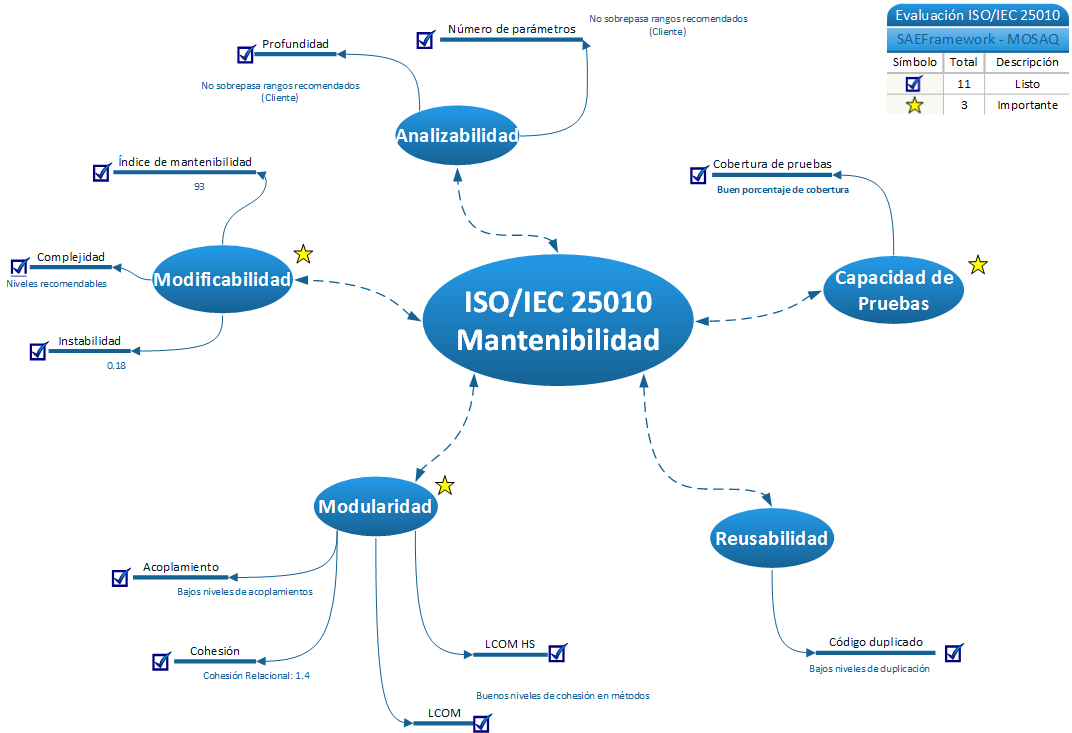 Evaluación ISO/IEC 25010
SAEFramework - MOSAQ
Símbolo Total Descripción
11 Listo
3 Importante
Número de parámetros
No sobrepasa rangos recomendados
(Cliente)
Profundidad
No sobrepasa rangos recomendados
(Cliente)
Analizabilidad
Índice de mantenibilidad
93
Complejidad
Niveles recomendables
Modificabilidad
Instabilidad
0.18
Cobertura de pruebas
Buen porcentaje de cobertura
Capacidad de
Pruebas
ISO/IEC 25010
Mantenibilidad
Modularidad
Acoplamiento
Bajos niveles de acoplamientos
Cohesión
Cohesión Relacional: 1.4
LCOM HS
Buenos niveles de cohesión en métodos
LCOM
Reusabilidad
Código duplicado
Bajos niveles de duplicación